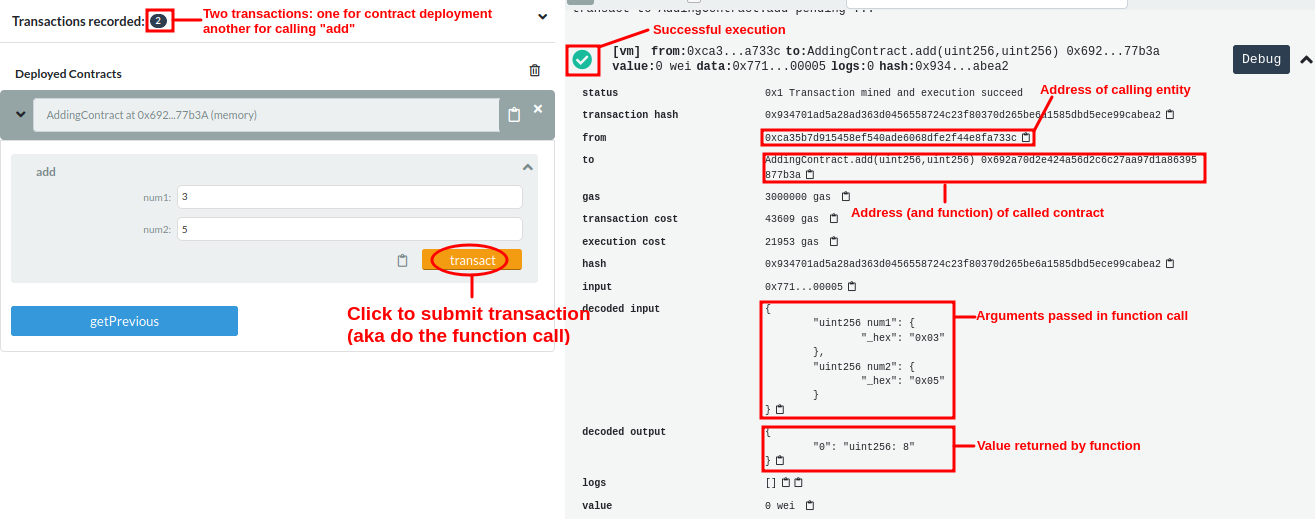 Transactions recorded: 2
Two transactions: one for contract deployment
another for calling "add"
Deployed Contracts
AddingContract at 0x692...77b3A (memory)
add
num1: 3
num2: 5
transact
Click to submit transaction
(aka do the function call)
getPrevious
transact to AddingContract.add pending ...
Successful execution
[vm] from:0xca3...a733c to:AddingContract.add(uint256,uint256) 0x692...77b3a
value:0 wei data:0x771...00005 logs:0 hash:0x934...abea2
Debug
status 0x1 Transaction mined and execution succeed
Address of calling entity
transaction hash 0x934701ad5a28ad363d0456558724c23f80370d265be6a1585dbd5ece99cabea2
from 0xca35b7d915458ef540ade6068dfe2f44e8fa733c
to AddingContract.add(uint256,uint256) 0x692a70d2e424a56d2c6c27aa97d1a86395
877b3a
gas 3000000 gas
Address (and function) of called contract
transaction cost 43609 gas
execution cost 21953 gas
hash 0x934701ad5a28ad363d0456558724c23f80370d265be6a1585dbd5ece99cabea2
input 0x771...00005
decoded input {
"uint256 num1": {
Arguments passed in function call
"_hex": "0x03"
},
"uint256 num2": {
"_hex": "0x05"
}
}
decoded output {
"0": "uint256: 8"
Value returned by function
}
logs []
value 0 wei